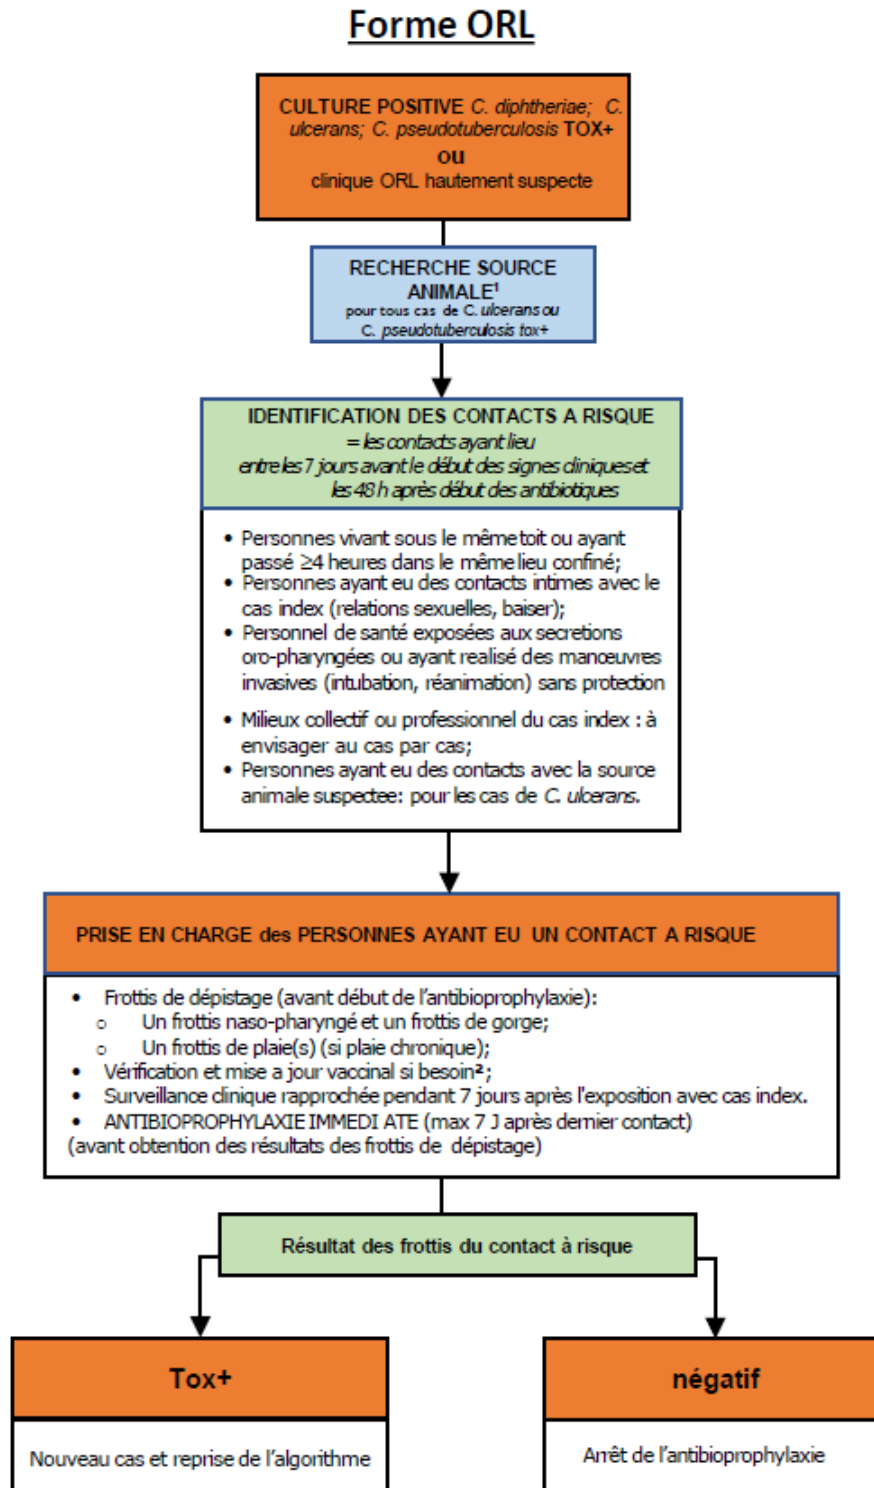 Forme ORL
CULTURE POSITIVE C. diphtheriae; C.
ulcerans; C. pseudotuberculosis TOX+
ou
clinique ORL hautement suspecte
RECHERCHE SOURCE
ANIMALE¹
pour tous cas de C. ulcerans ou
C. pseudotuberculosis tox+
IDENTIFICATION DES CONTACTS A RISQUE
= les contacts ayant lieu
entre les 7 jours avant le début des signes cliniques et
les 48 h après début des antibiotiques
• Personnes vivant sous le même toit ou ayant
passé ≥4 heures dans le même lieu confiné;
• Personnes ayant eu des contacts intimes avec le
cas index (relations sexuelles, baiser);
• Personnel de santé exposées aux secretions
oro-pharyngées ou ayant realisé des manœuvres
invasives (intubation, réanimation) sans protection
• Milieux collectif ou professionnel du cas index : à
envisager au cas par cas;
• Personnes ayant eu des contacts avec la source
animale suspectee: pour les cas de C. ulcerans.
PRISE EN CHARGE des PERSONNES AYANT EU UN CONTACT A RISQUE
• Frottis de dépistage (avant début de l'antibioprophylaxie):
o Un frottis naso-pharyngé et un frottis de gorge;
o Un frottis de plaie(s) (si plaie chronique);
• Vérification et mise a jour vaccinal si besoin²;
• Surveillance clinique rapprochée pendant 7 jours après l'exposition avec cas index.
• ANTIBIOPROPHYLAXIE IMMEDI ATE (max 7 J après dernier contact)
(avant obtention des résultats des frottis de dépistage)
Résultat des frottis du contact à risque
Tox+
négatif
Nouveau cas et reprise de l'algorithme
Arrêt de l'antibioprophylaxie